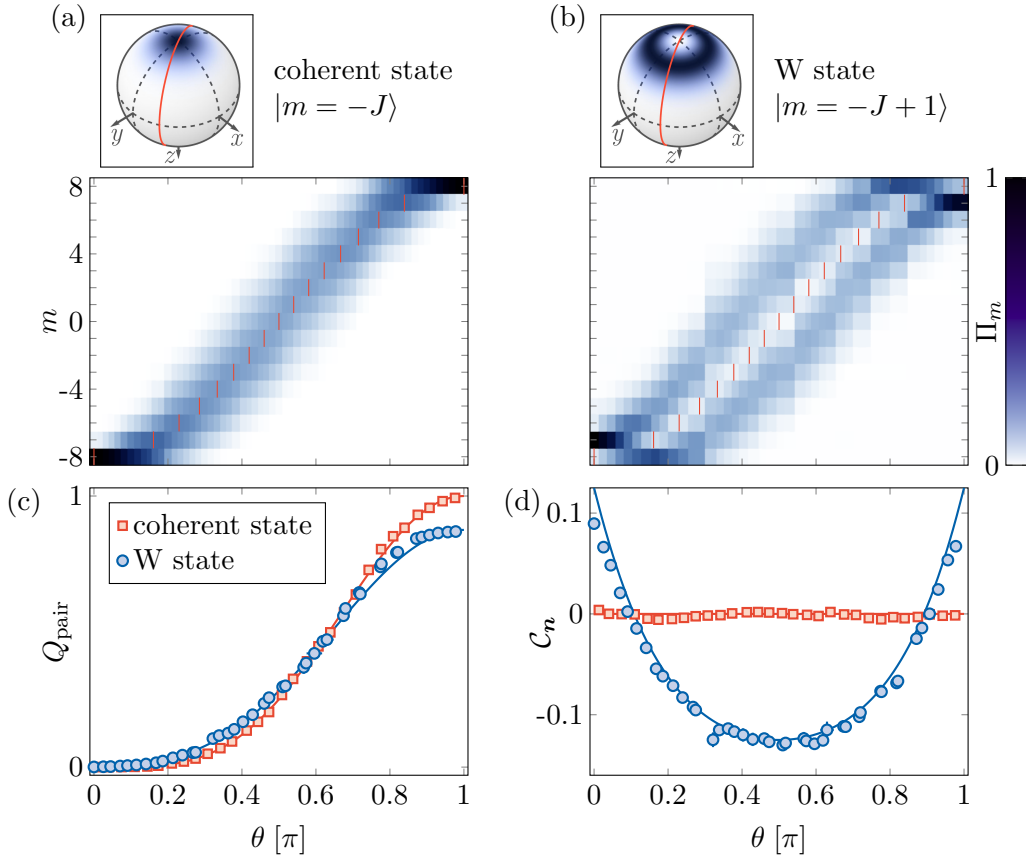 (a)
coherent state
|m = −J⟩
y
z
x
(b)
W state
|m = −J + 1⟩
y
z
x
8
4
0
-4
-8
m
1
0
Π_m
(c)
1
0
Q_pair
coherent state
W state
0
0.2
0.4
0.6
0.8
1
θ [π]
(d)
0.1
0
-0.1
𝒞_𝒏
0
0.2
0.4
0.6
0.8
1
θ [π]